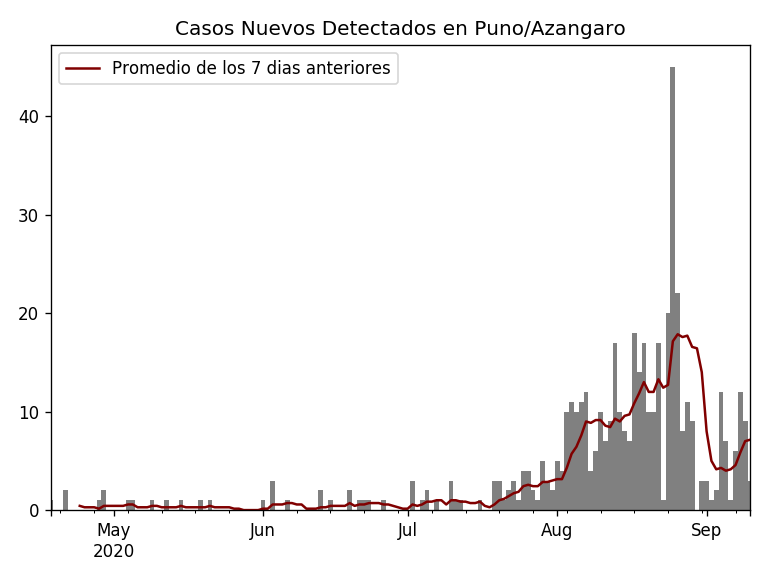 Casos Nuevos Detectados en Puno/Azangaro
Promedio de los 7 dias anteriores
40
30
20
10
0
May Jun Jul Aug Sep
2020